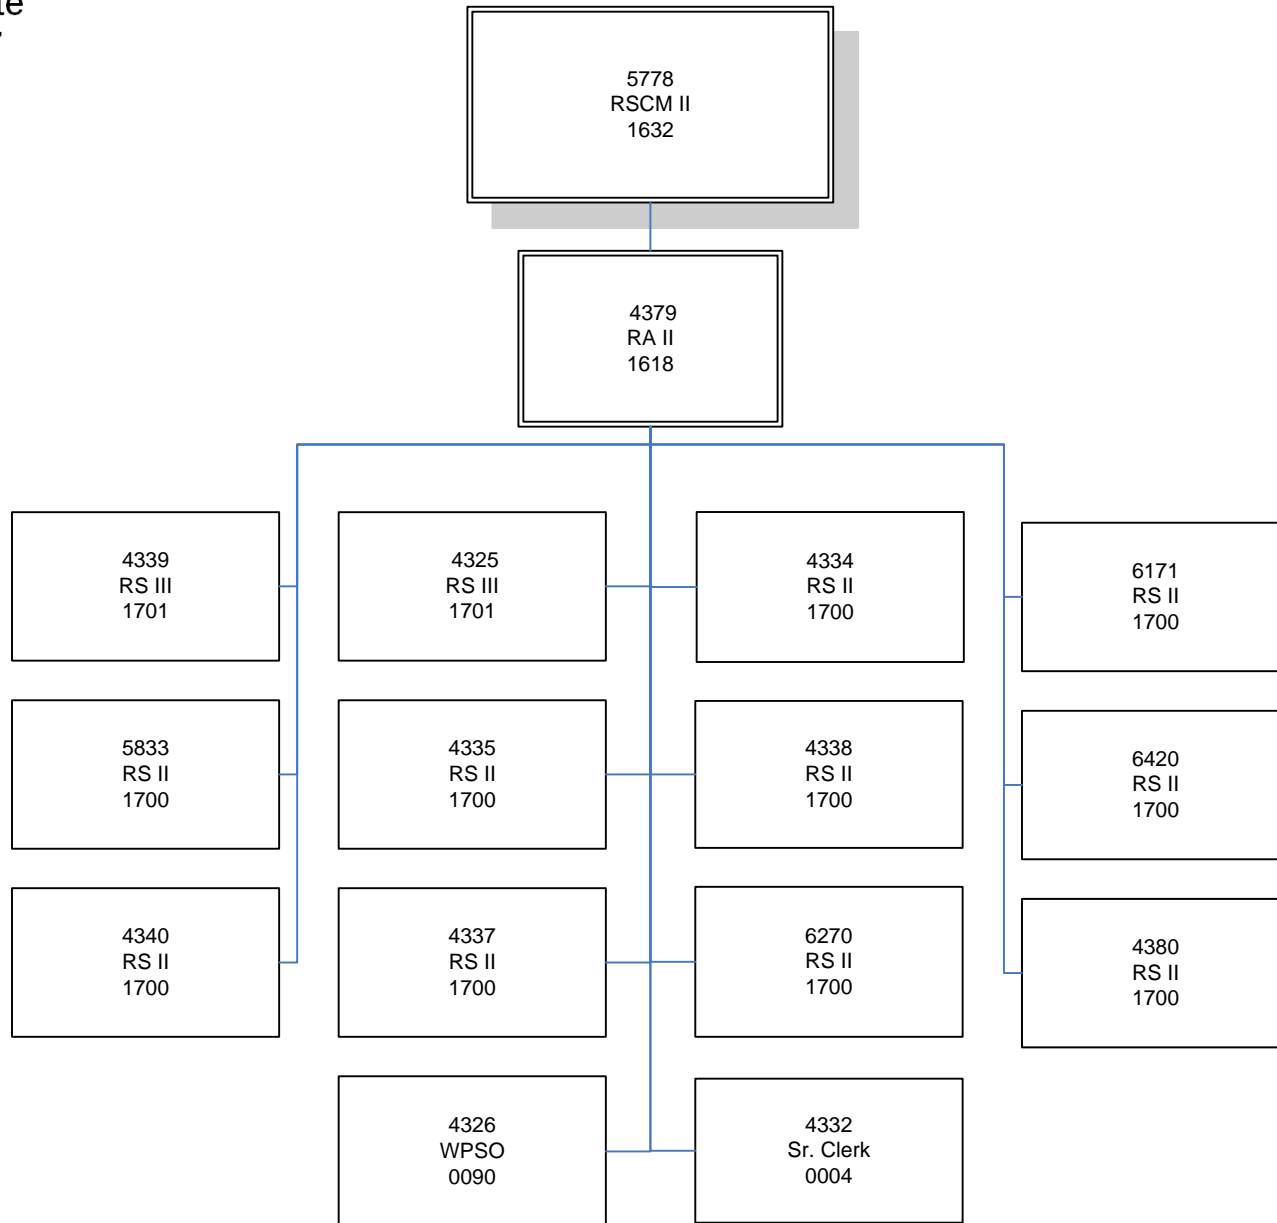 5778
RSCM II
1632
4379
RA II
1618
4339
RS III
1701
4325
RS III
1701
4334
RS II
1700
6171
RS II
1700
5833
RS II
1700
4335
RS II
1700
4338
RS II
1700
6420
RS II
1700
4340
RS II
1700
4337
RS II
1700
6270
RS II
1700
4380
RS II
1700
4326
WPSO
0090
4332
Sr. Clerk
0004